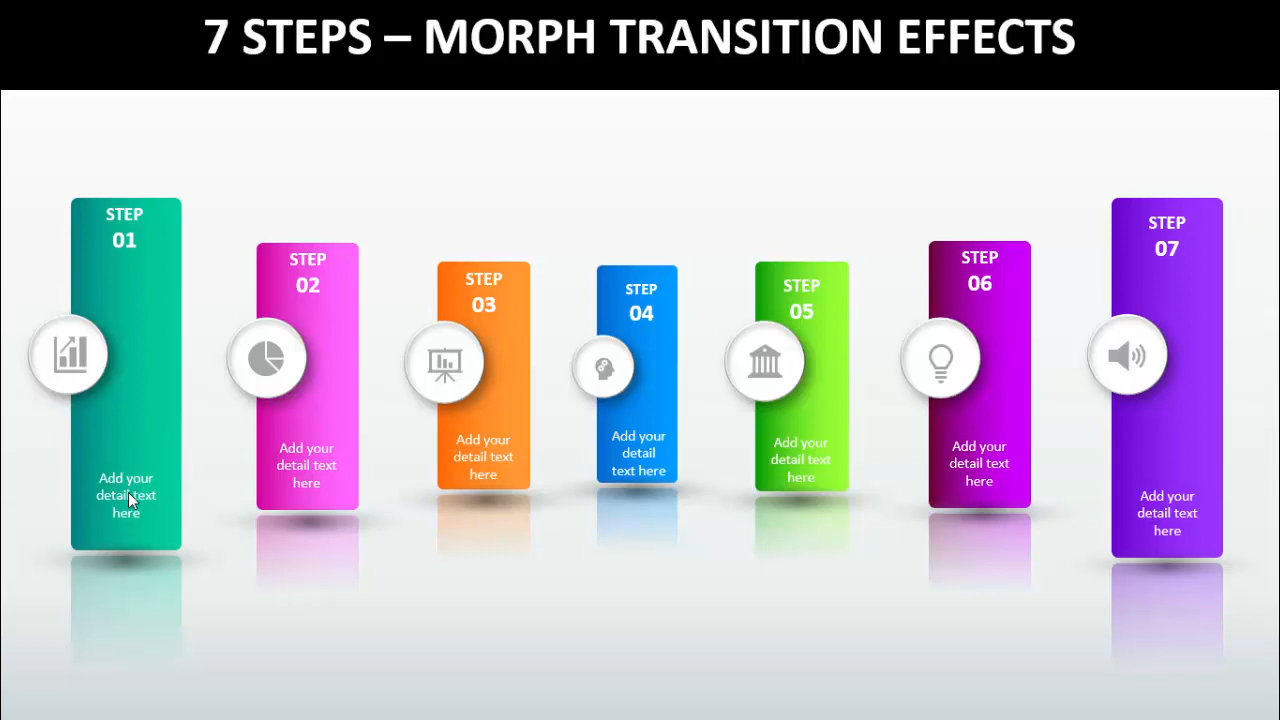 7 STEPS – MORPH TRANSITION EFFECTS
STEP
01
Add your
detail text
here
STEP
02
Add your
detail text
here
STEP
03
Add your
detail text
here
STEP
04
Add your
detail
text here
STEP
05
Add your
detail text
here
STEP
06
Add your
detail text
here
STEP
07
Add your
detail text
here